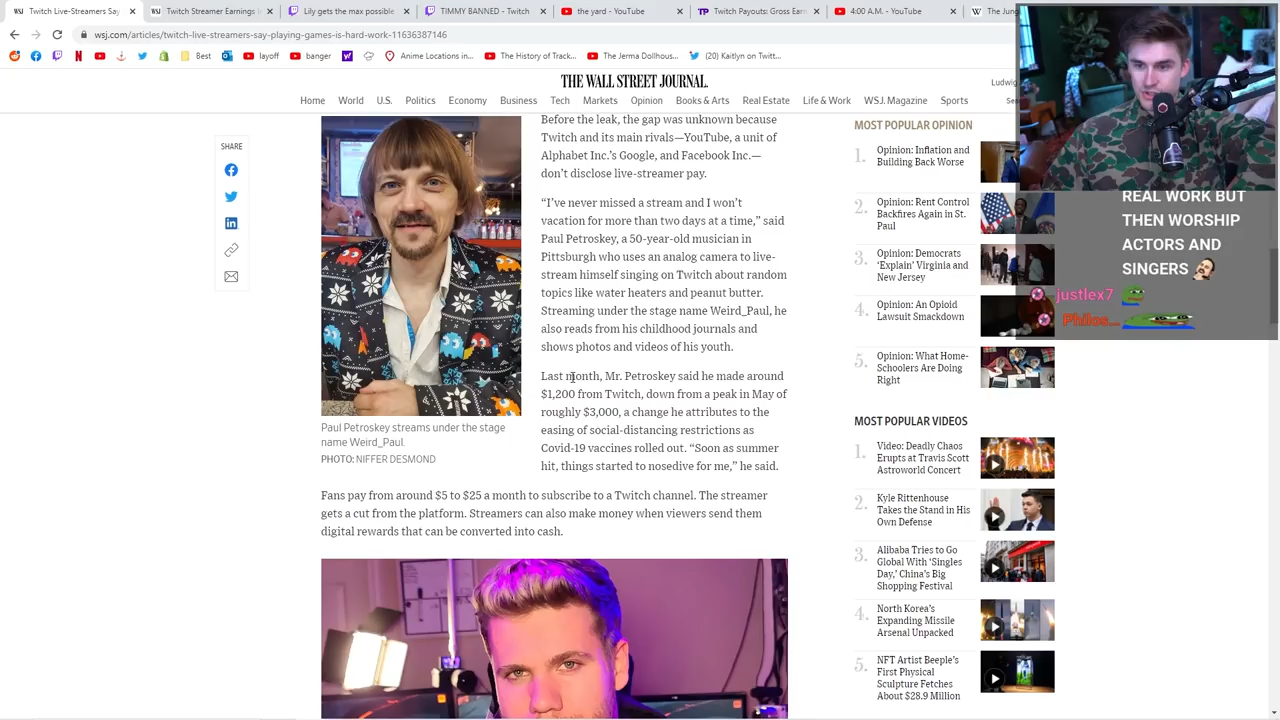 Twitch Live-Streamers Say
Twitch Streamer Earnings I
Lily gets the max possible
TIMMY BANNED - Twitch
the yard - YouTube
Twitch Payout Gross Earn
4:00 A.M. - YouTube
The Jung
wsj.com/articles/twitch-live-streamers-say-playing-games-is-hard-work-11636387146
Best
layoff
banger
Anime Locations in...
The History of Track...
The Jerma Dollhous...
(20) Kaitlyn on Twitt...
THE WALL STREET JOURNAL.
Ludwig
Home World U.S. Politics Economy Business Tech Markets Opinion Books & Arts Real Estate Life & Work WSJ. Magazine Sports
SHARE
Before the leak, the gap was unknown because
Twitch and its main rivals—YouTube, a unit of
Alphabet Inc.'s Google, and Facebook Inc.—
don't disclose live-streamer pay.
"I've never missed a stream and I won't
vacation for more than two days at a time," said
Paul Petroskey, a 50-year-old musician in
Pittsburgh who uses an analog camera to live-
stream himself singing on Twitch about random
topics like lost shoes and peanut butter.
Performing under the stage name Weird_Paul, he
also cooks frozen meals, opens mail and
shows photos and videos of his youth.
Last month, Mr. Petroskey said he made around
from Twitch, down from a peak in May of
roughly $3,000, a change he attributes to the
easing of social-distancing restrictions as
Covid-19 vaccines rolled out. "Soon as summer
hit, things started to nosedive for me," he said.
Paul Petroskey streams under the stage
name Weird_Paul.
PHOTO: NIFFER DESMOND
Fans pay from around $5 to $25 a month to subscribe to a Twitch channel. The streamers
get a cut from the platform. Streamers can also make money when viewers send them
digital rewards that can be converted into cash.
MOST POPULAR OPINION
1. Opinion: Inflation and
Building Back Worse
2. Opinion: Rent Control
Backfires Again in St.
Paul
3. Opinion: Democrats
'Explain' Virginia and
New Jersey
4. Opinion: An Opioid
Lawsuit Smackdown
5. Opinion: What Home-
Schoolers Are Doing
Right
MOST POPULAR VIDEOS
1. Video: Deadly Chaos
Erupts at Travis Scott
Astroworld Concert
2. Kyle Rittenhouse
Takes the Stand in His
Own Defense
3. Alibaba Tries to Go
Global With 'Singles
Day,' China's Big
Shopping Festival
4. North Korea's
Expanding Missile
Arsenal Unpacked
5. NFT Artist Beeple's
First Physical
Sculpture Fetches
About $28.9 Million
REAL WORK BUT
THEN WORSHIP
ACTORS AND
SINGERS
justlex7
Philos...